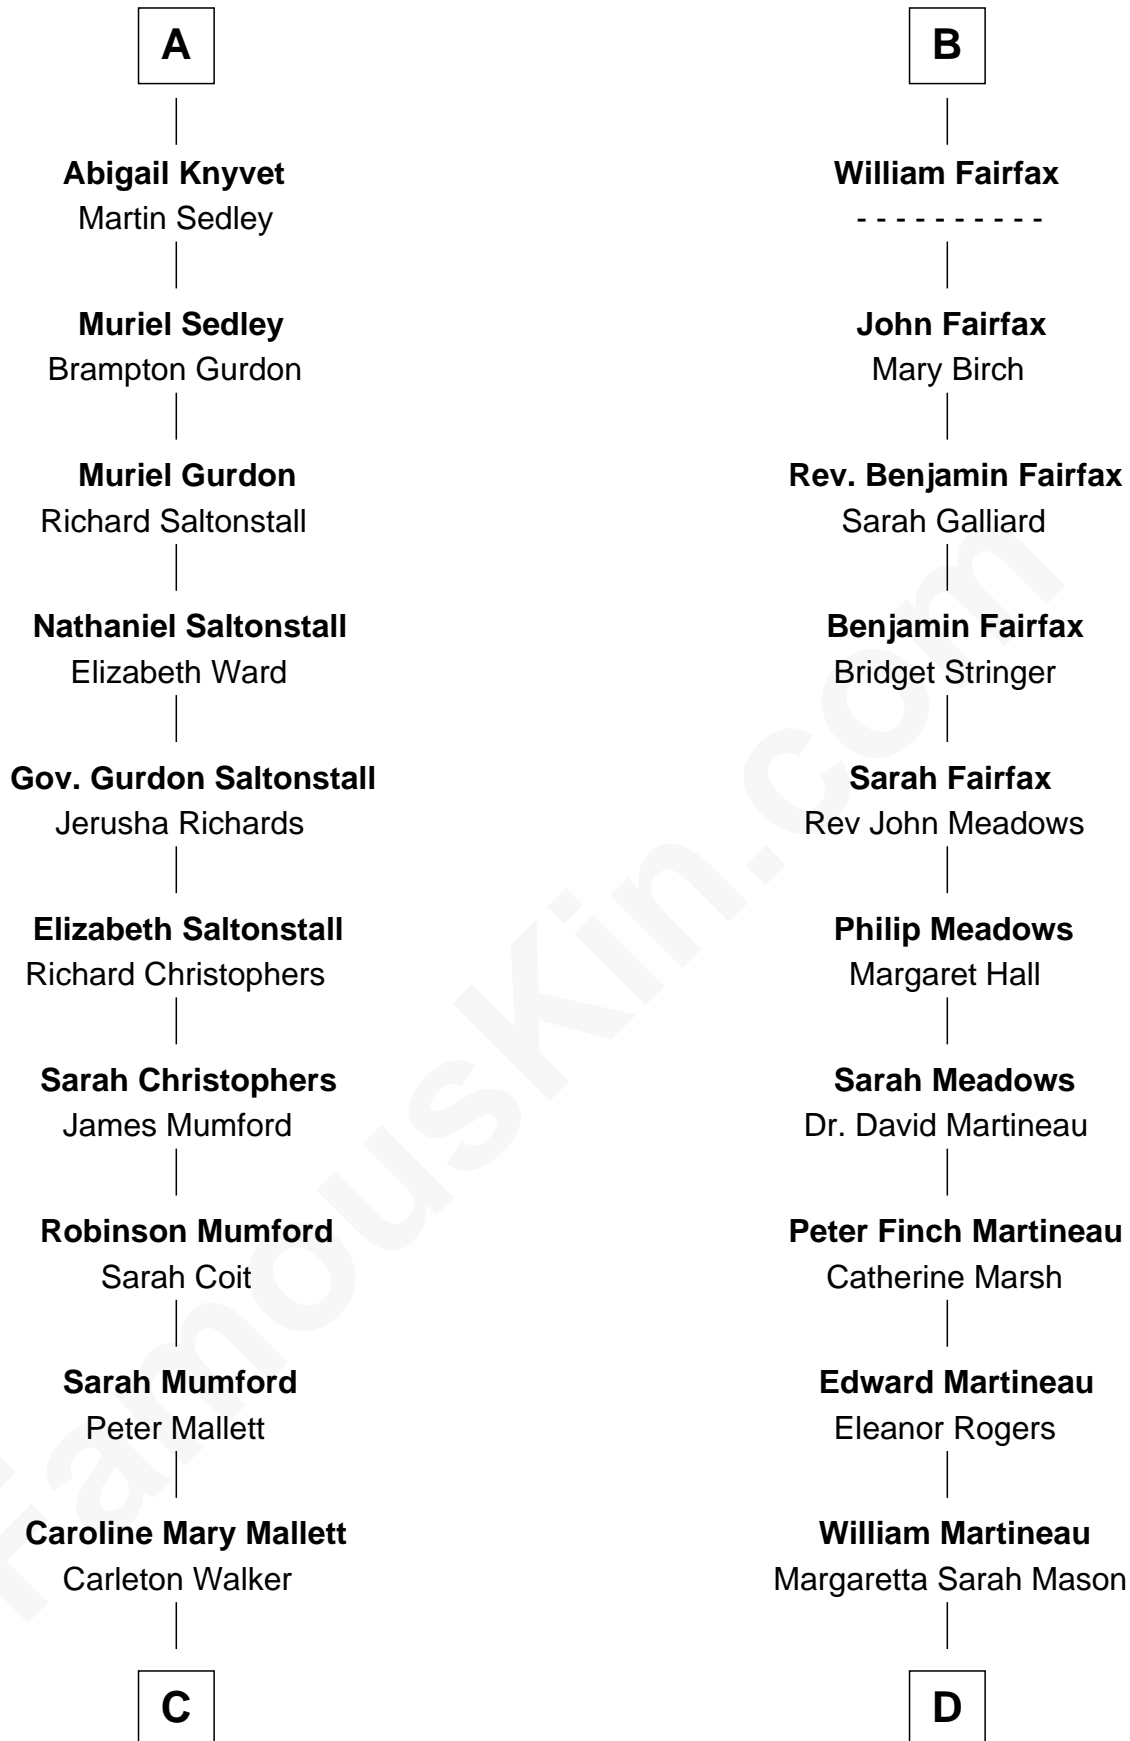 A
Abigail Knyvet
Martin Sedley
Muriel Sedley
Brampton Gurdon
Muriel Gurdon
Richard Saltonstall
Nathaniel Saltonstall
Elizabeth Ward
Gov. Gurdon Saltonstall
Jerusha Richards
Elizabeth Saltonstall
Richard Christophers
Sarah Christophers
James Mumford
Robinson Mumford
Sarah Coit
Sarah Mumford
Peter Mallett
Caroline Mary Mallett
Carleton Walker
C
B
William Fairfax
- - - - - - - - - -
John Fairfax
Mary Birch
Rev. Benjamin Fairfax
Sarah Galliard
Benjamin Fairfax
Bridget Stringer
Sarah Fairfax
Rev John Meadows
Philip Meadows
Margaret Hall
Sarah Meadows
Dr. David Martineau
Peter Finch Martineau
Catherine Marsh
Edward Martineau
Eleanor Rogers
William Martineau
Margaretta Sarah Mason
D
FamousKin.com